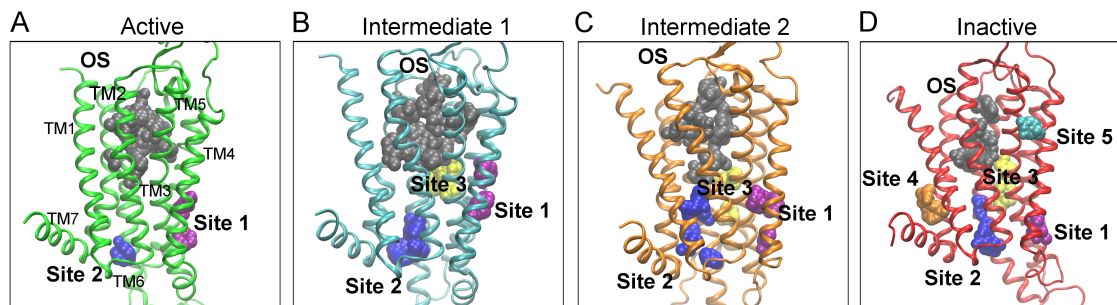 A Active
OS
TM2
TM5
TM1
TM4
TM3
TM7
Site 1
Site 2
TM6
B Intermediate 1
OS
Site 3
Site 1
Site 2
C Intermediate 2
OS
Site 3
Site 1
Site 2
D Inactive
OS
Site 5
Site 3
Site 4
Site 1
Site 2